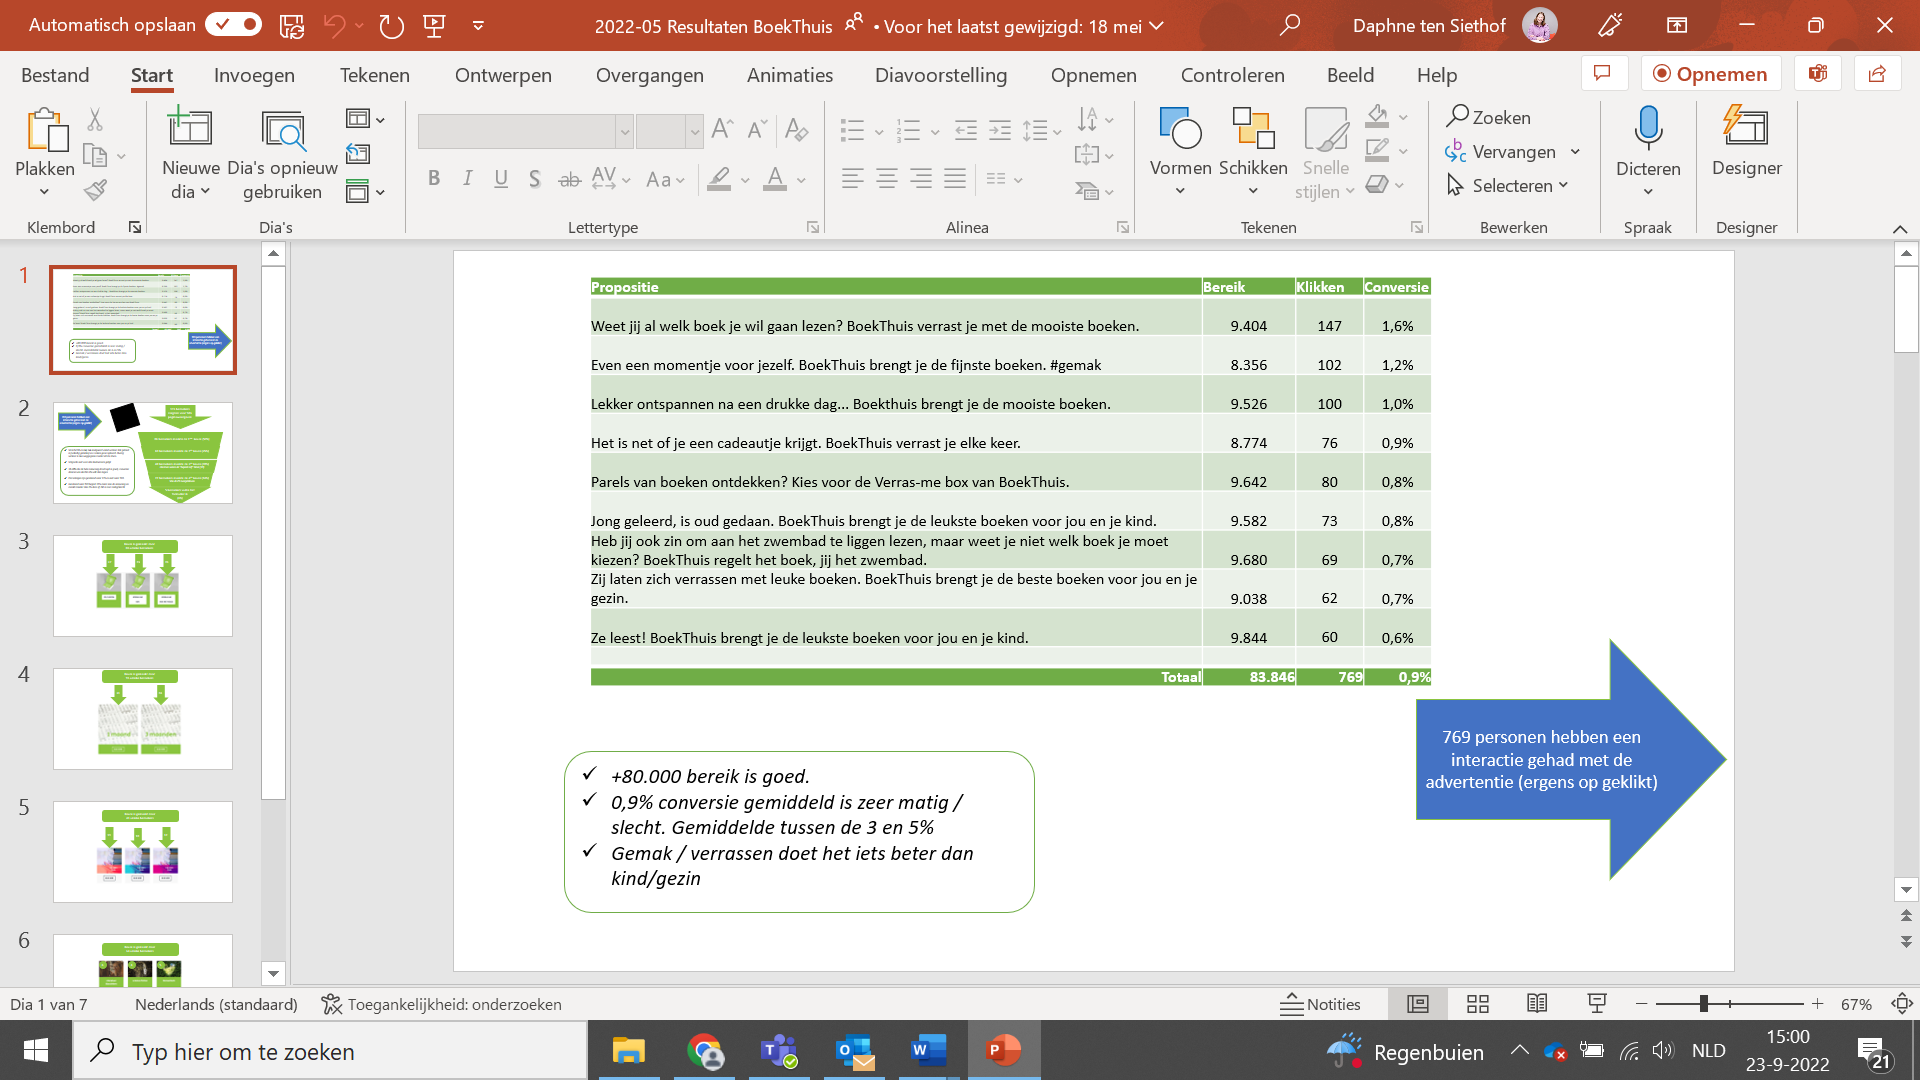 Automatisch opslaan
2022-05 Resultaten BoekThuis • Voor het laatst gewijzigd: 18 mei
Daphne ten Siethof
Bestand Start Invoegen Tekenen Ontwerpen Overgangen Animaties Diavoorstelling Opnemen Controleren Beeld Help
Opnemen
Plakken
Nieuwe dia
Dia's opnieuw gebruiken
Vormen
Schikken
Snelle stijlen
Zoeken
Vervangen
Selecteren
Dicteren
Designer
Klembord Dia's Lettertype Alinea Tekenen Bewerken Spraak Designer
1
2
3
4
5
6
Propositie Bereik Klikken Conversie
Weet jij al welk boek je wil gaan lezen? BoekThuis verrast je met de mooiste boeken. 9.404 147 1,6%
Even een momentje voor jezelf. BoekThuis brengt je de fijnste boeken. #gemak 8.356 102 1,2%
Lekker ontspannen na een drukke dag... Boekthuis brengt je de mooiste boeken. 9.526 100 1,0%
Het is net of je een cadeautje krijgt. BoekThuis verrast je elke keer. 8.774 76 0,9%
Parels van boeken ontdekken? Kies voor de Verras-me box van BoekThuis. 9.642 80 0,8%
Jong geleerd, is oud gedaan. BoekThuis brengt je de leukste boeken voor jou en je kind. 9.582 73 0,8%
Heb jij ook zin om aan het zwembad te liggen lezen, maar weet je niet welk boek je moet
kiezen? BoekThuis regelt het boek, jij het zwembad. 9.680 69 0,7%
Zij laten zich verrassen met leuke boeken. BoekThuis brengt je de beste boeken voor jou en je
gezin. 9.038 62 0,7%
Ze leest! BoekThuis brengt je de leukste boeken voor jou en je kind. 9.844 60 0,6%
Totaal 83.846 769 0,9%
769 personen hebben een
interactie gehad met de
advertentie (ergens op geklikt)
✓ +80.000 bereik is goed.
✓ 0,9% conversie gemiddeld is zeer matig /
slecht. Gemiddelde tussen de 3 en 5%
✓ Gemak / verrassen doet het iets beter dan
kind/gezin
Dia 1 van 7 Nederlands (standaard) Toegankelijkheid: onderzoeken Notities 67%
Typ hier om te zoeken
Regenbuien
NLD
15:00
23-9-2022
21